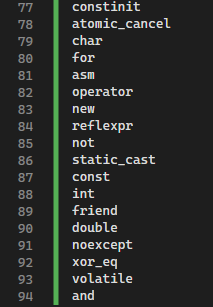 77 constinit
78 atomic_cancel
79 char
80 for
81 asm
82 operator
83 new
84 reflexpr
85 not
86 static_cast
87 const
88 int
89 friend
90 double
91 noexcept
92 xor_eq
93 volatile
94 and